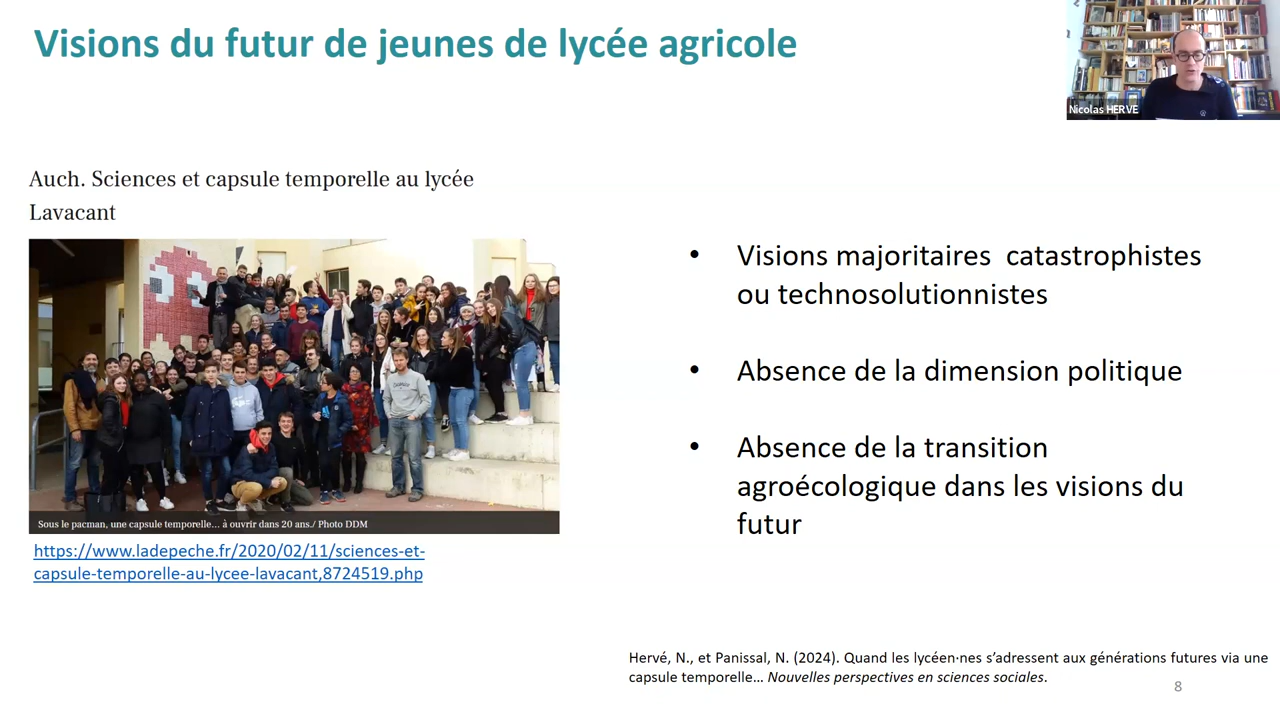 Visions du futur de jeunes de lycée agricole
Nicolas HERVE
Auch. Sciences et capsule temporelle au lycée
Lavacant
Sous le pacman, une capsule temporelle... à ouvrir dans 20 ans./ Photo DDM
https://www.ladepeche.fr/2020/02/11/sciences-et-
capsule-temporelle-au-lycee-lavacant,8724519.php
• Visions majoritaires  catastrophistes
ou technosolutionnistes
• Absence de la dimension politique
• Absence de la transition
agroécologique dans les visions du
futur
Hervé, N., et Panissal, N. (2024). Quand les lycéen·nes s’adressent aux générations futures via une
capsule temporelle… Nouvelles perspectives en sciences sociales.
8